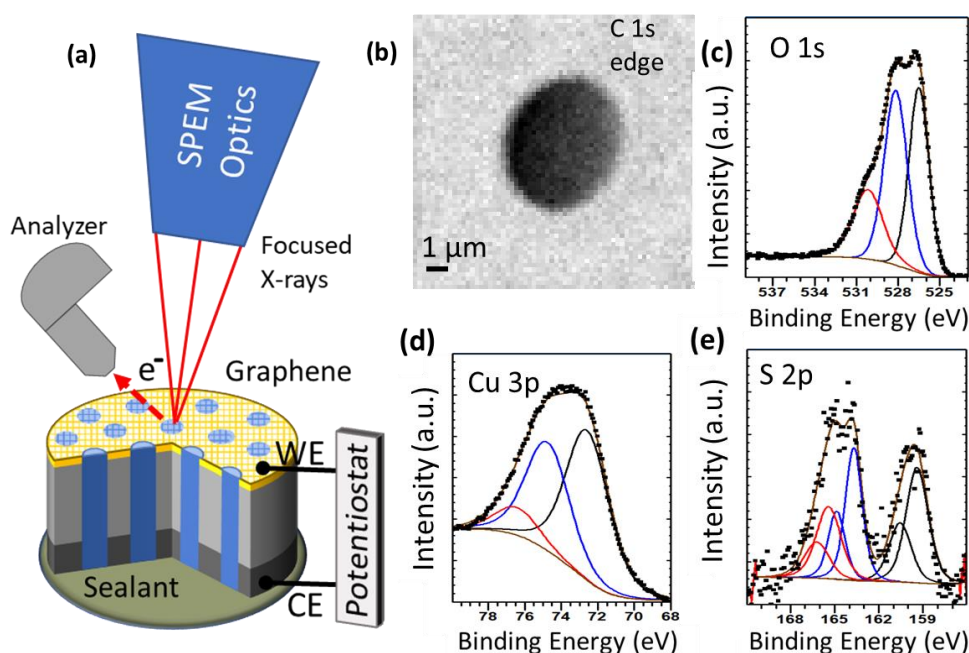 (a)
SPEM
Optics
Analyzer
Focused
X-rays
e-
Graphene
WE
Potentiostat
Sealant
CE
(b)
C 1s
edge
1 μm
(c)
O 1s
Intensity (a.u.)
537 534 531 528 525
Binding Energy (eV)
(d)
Cu 3p
Intensity (a.u.)
78 76 74 72 70 68
Binding Energy (eV)
(e)
S 2p
Intensity (a.u.)
168 165 162 159
Binding Energy (eV)